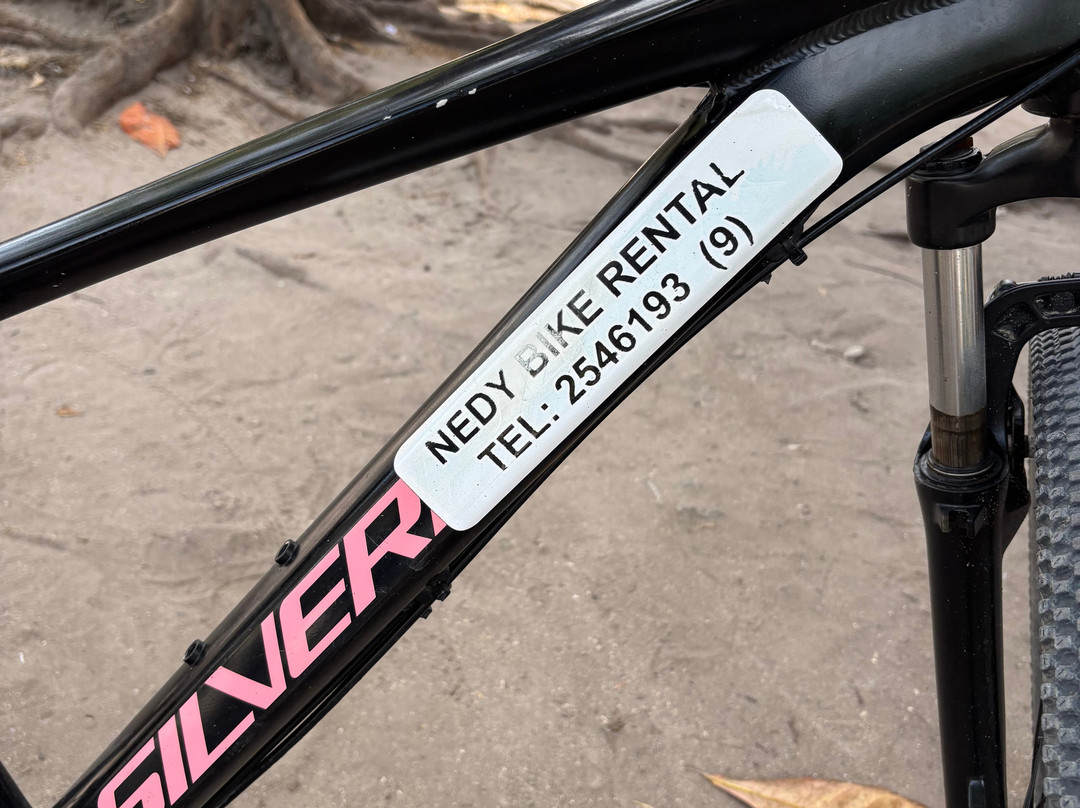 NEDY BIKE RENTAL
TEL: 2546193 (9)
SILVER